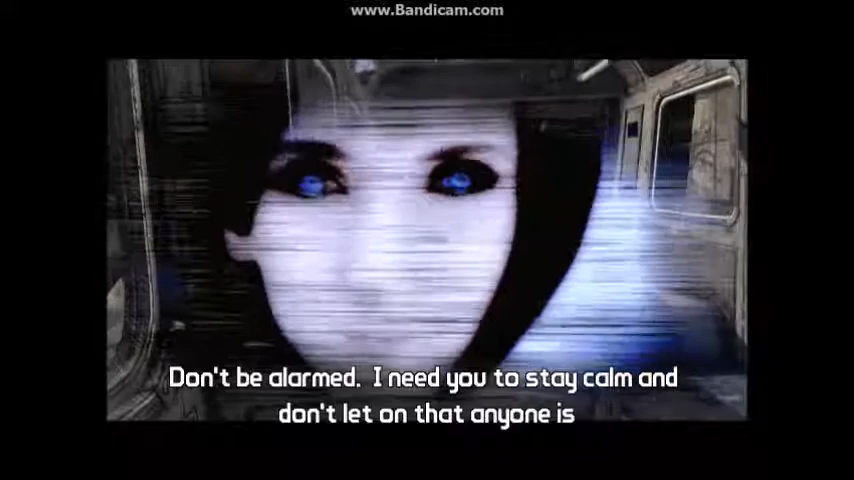 www.Bandicam.com
Don't be alarmed. I need you to stay calm and
don't let on that anyone is